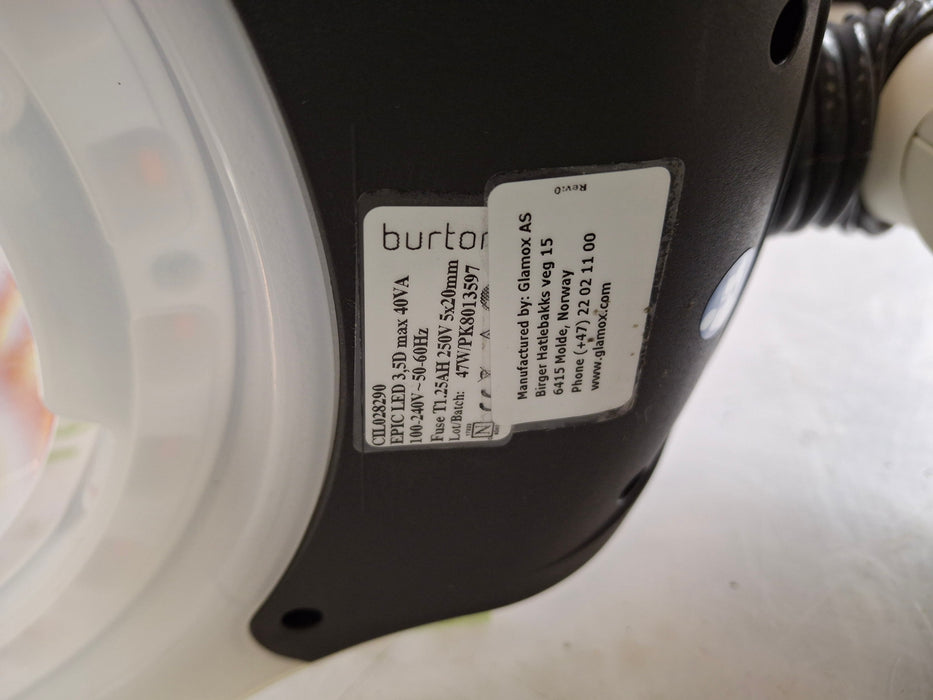 burton
CIL028290
EPIC LED 3,5D max 40VA
100-240V~50-60Hz
Fuse T1.25AH 250V 5x20mm
Lot/Batch: 47W/PK8013597
N CE
Rev:0
Manufactured by: Glamox AS
Birger Hatlebakks veg 15
6415 Molde, Norway
Phone (+47) 22 02 11 00
www.glamox.com